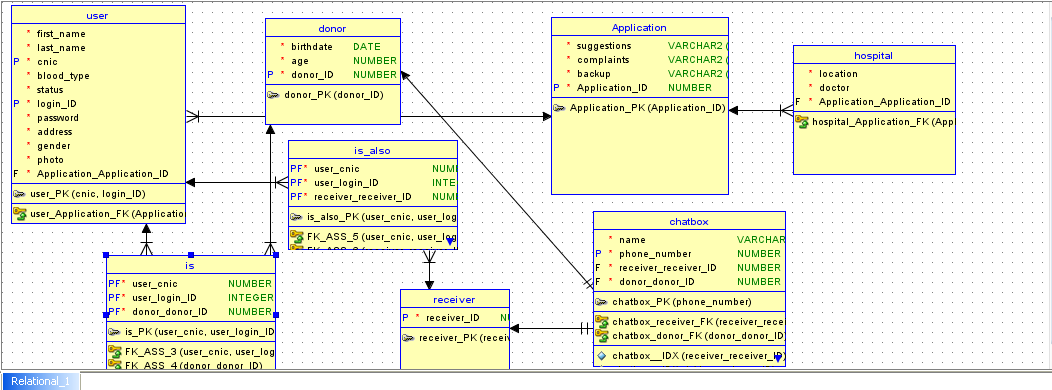 user
* first_name
* last_name
P * cnic
* blood_type
* status
P * login_ID
* password
* address
* gender
* photo
F * Application_Application_ID
user_PK (cnic, login_ID)
user_Application_FK (Applicatio
donor
* birthdate DATE
* age NUMBER
P * donor_ID NUMBER
donor_PK (donor_ID)
Application
* suggestions VARCHAR2 (
* complaints VARCHAR2 (
* backup VARCHAR2 (
P * Application_ID NUMBER
Application_PK (Application_ID)
hospital
* location
* doctor
F * Application_Application_ID
hospital_Application_FK (App
is_also
PF* user_cnic NUM
PF* user_login_ID INTE
PF* receiver_receiver_ID NUM
is_also_PK (user_cnic, user_log
FK_ASS_5 (user_cnic, user_log
is
PF* user_cnic NUMBER
PF* user_login_ID INTEGER
PF* donor_donor_ID NUMBER
is_PK (user_cnic, user_login_ID
FK_ASS_3 (user_cnic, user_log
FK_ASS_4 (donor_donor_ID)
receiver
P * receiver_ID NU
receiver_PK (recei
chatbox
* name VARCHAR
P * phone_number NUMBER
F * receiver_receiver_ID NUMBER
F * donor_donor_ID NUMBER
chatbox_PK (phone_number)
chatbox_receiver_FK (receiver_rece
chatbox_donor_FK (donor_donor_ID)
chatbox__IDX (receiver_receiver_ID)
Relational_1